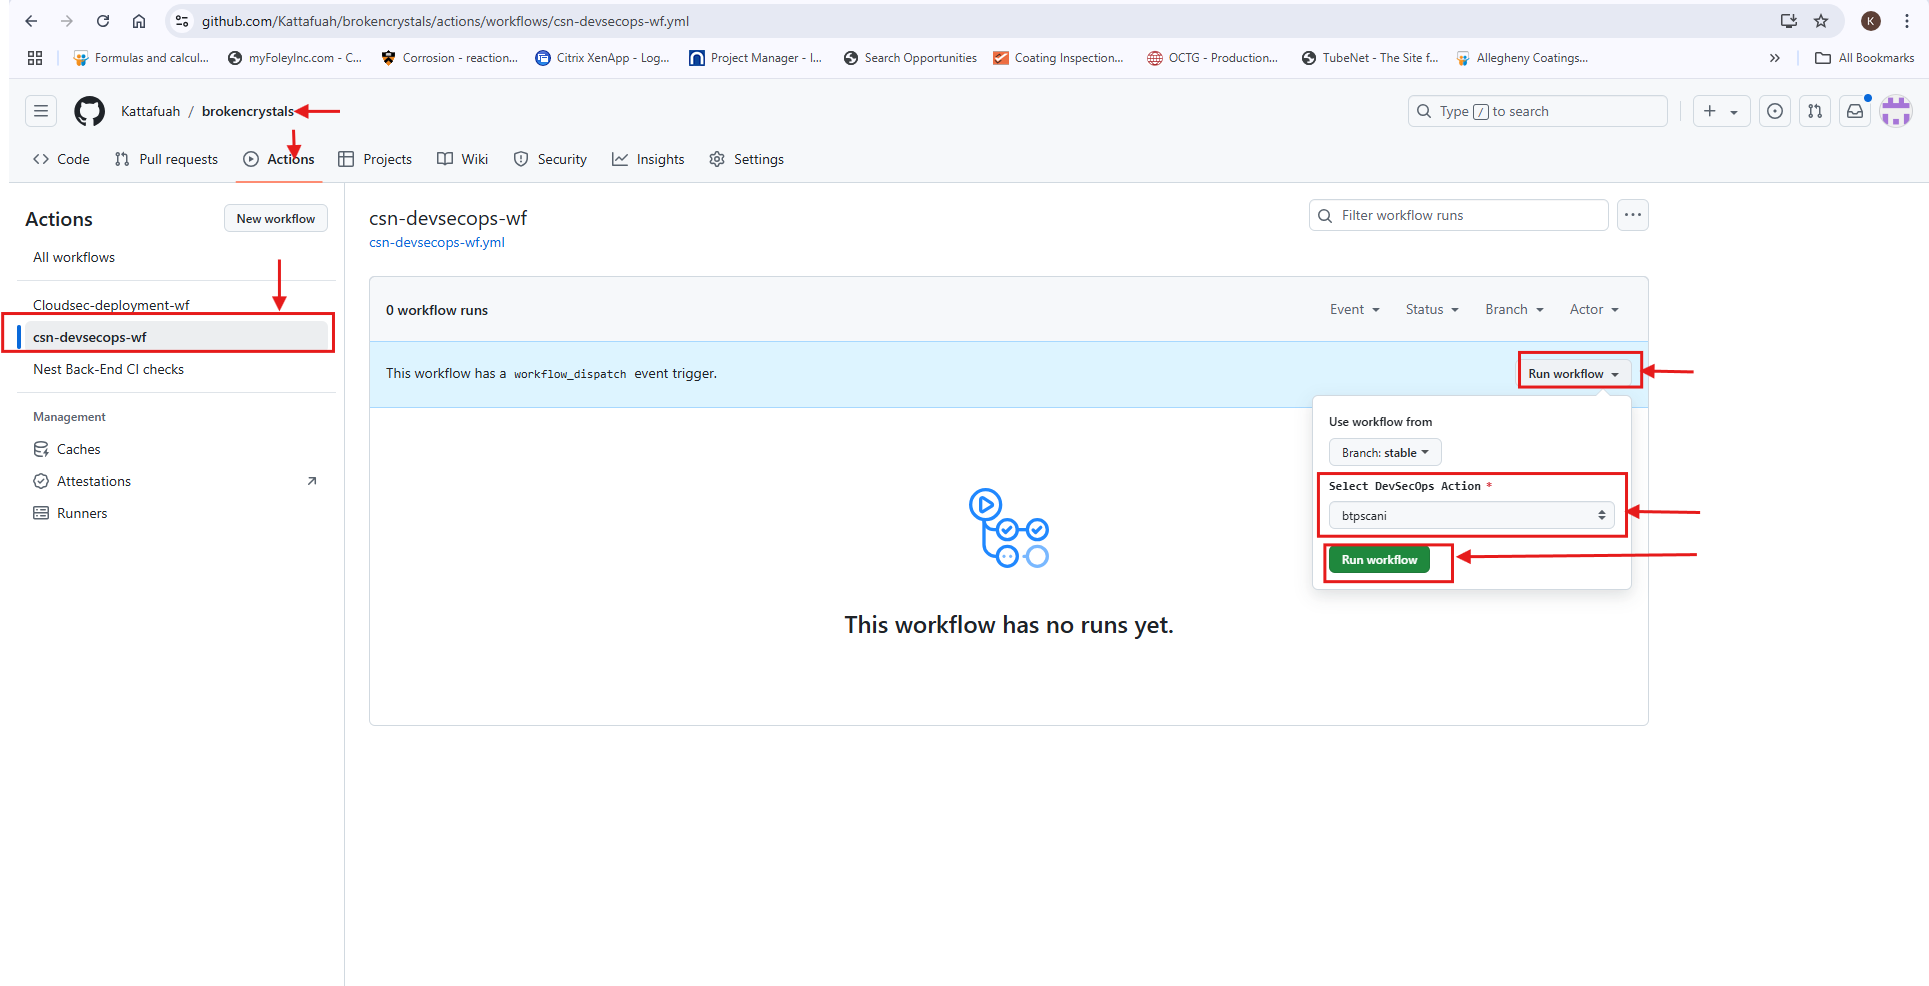 github.com/Kattafuah/brokencrystals/actions/workflows/csn-devsecops-wf.yml
K
Formulas and calcul... myFoleyInc.com - C... Corrosion - reaction... Citrix XenApp - Log... Project Manager - I... Search Opportunities Coating Inspection... OCTG - Production... TubeNet - The Site f... Allegheny Coatings... » All Bookmarks
Kattafuah / brokencrystals
Type / to search
Code Pull requests Actions Projects Wiki Security Insights Settings
Actions
New workflow
All workflows
Cloudsec-deployment-wf
csn-devsecops-wf
Nest Back-End CI checks
Management
Caches
Attestations
Runners
csn-devsecops-wf
csn-devsecops-wf.yml
Filter workflow runs
0 workflow runs
Event Status Branch Actor
This workflow has a workflow_dispatch event trigger.
Run workflow
Use workflow from
Branch: stable
Select DevSecOps Action *
btpscani
Run workflow
This workflow has no runs yet.